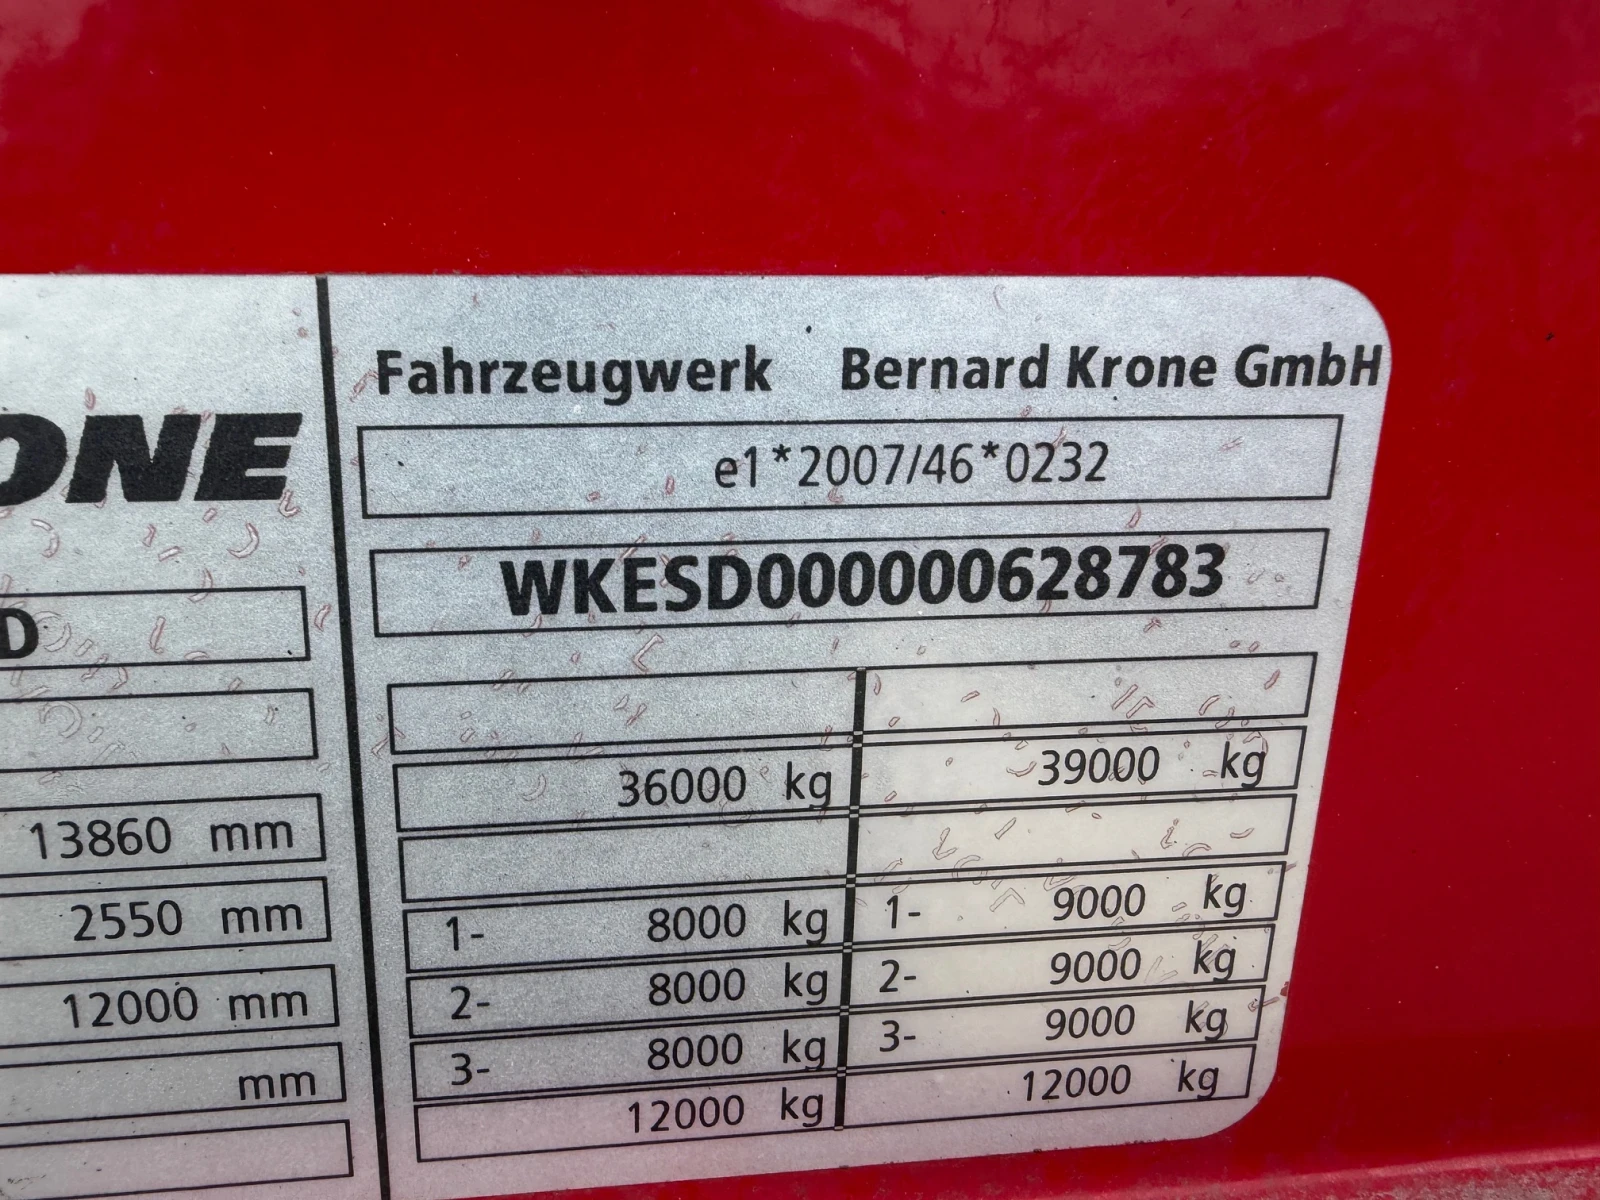 ONE
D
13860 mm
2550 mm
12000 mm
mm
Fahrzeugwerk Bernard Krone GmbH
e1*2007/46*0232
WKESD000000628783
36000 kg 39000 kg
1- 8000 kg 1- 9000 kg
2- 8000 kg 2- 9000 kg
3- 8000 kg 3- 9000 kg
12000 kg 12000 kg